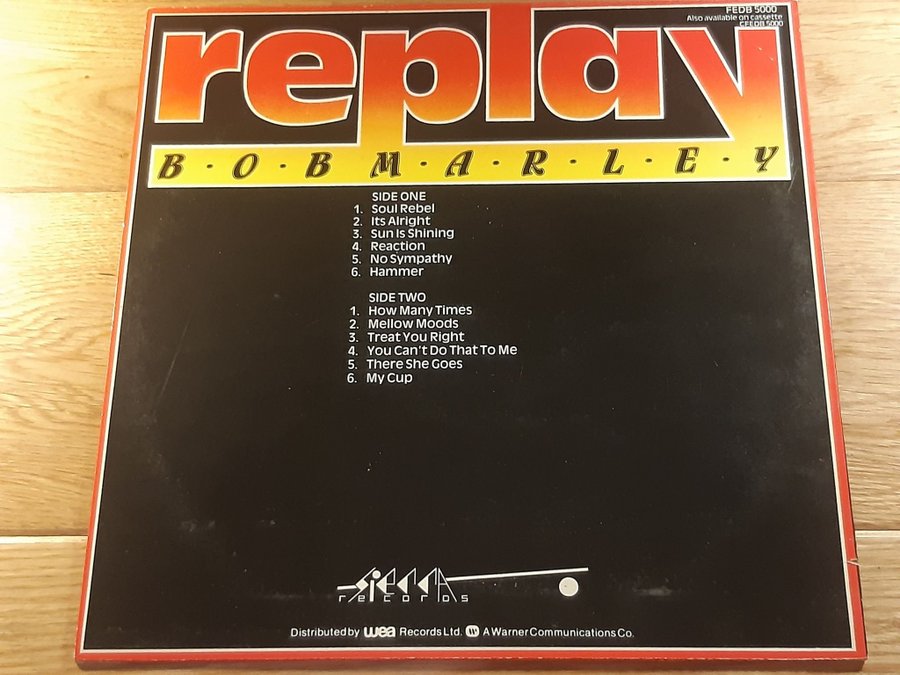 FEDB 5000
Also available on cassette
CFEDB 5000
replay
B·O·B M·A·R·L·E·Y
SIDE ONE
1. Soul Rebel
2. Its Alright
3. Sun Is Shining
4. Reaction
5. No Sympathy
6. Hammer
SIDE TWO
1. How Many Times
2. Mellow Moods
3. Treat You Right
4. You Can't Do That To Me
5. There She Goes
6. My Cup
sierra
records
Distributed by wea Records Ltd. A Warner Communications Co.